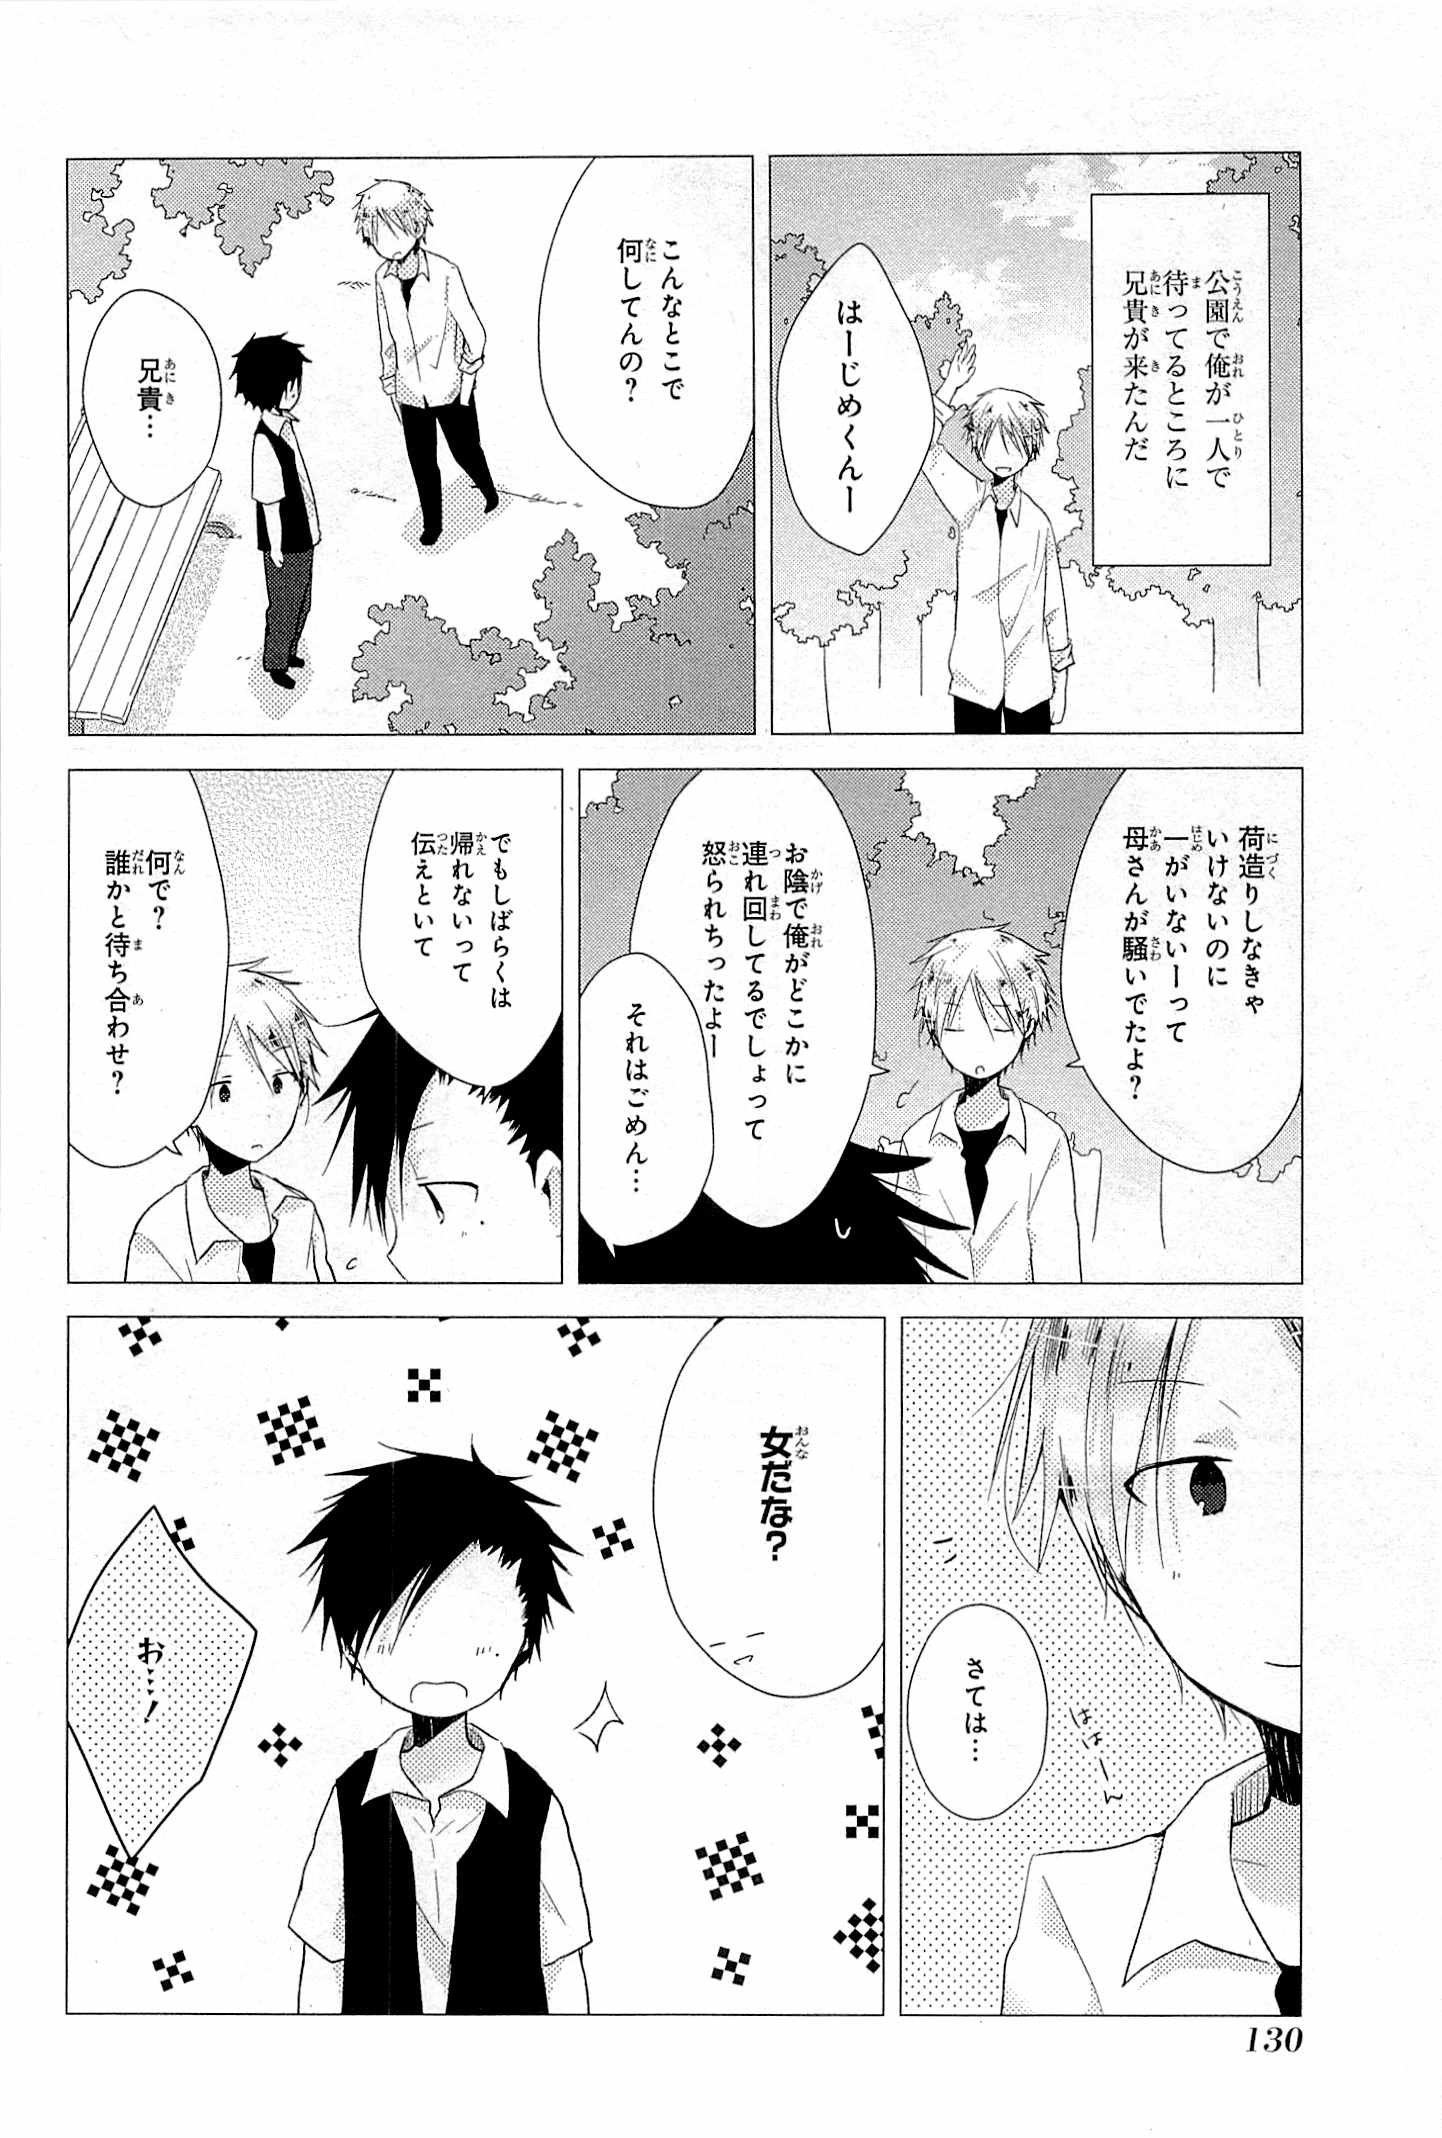 公園で俺が一人で
待ってるところに
兄貴が来たんだ
はーじめくんー
こんなとこで
何してんの？
兄貴…
荷造りしなきゃ
いけないのに
一がいないーって
母さんが騒いでたよ？
お陰で俺がどこかに
連れ回してるでしょって
怒られちったよー
それはごめん…
でもしばらくは
帰れないって
伝えといて
何で？
誰かと待ち合わせ？
さては…
ははーん
女だな？
お…！
130